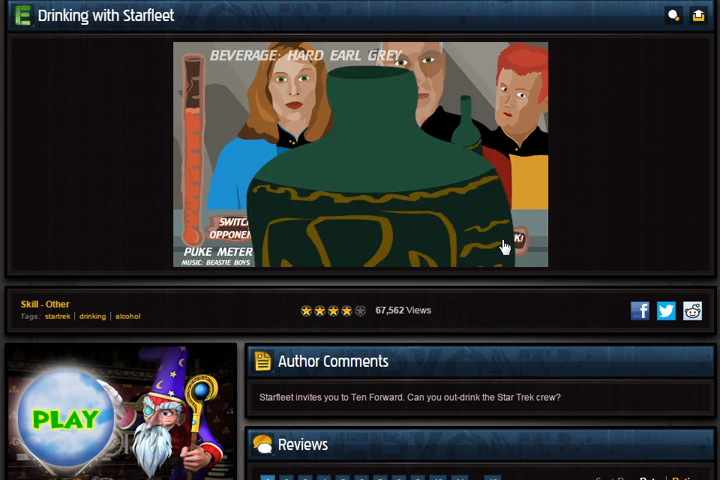 Drinking with Starfleet
BEVERAGE: HARD EARL GREY
PUKE METER
MUSIC: BEASTIE BOYS
Skill - Other
Tags: startrek | drinking | alcohol
67,562 Views
PLAY
Author Comments
Starfleet invites you to Ten Forward. Can you out-drink the Star Trek crew?
Reviews